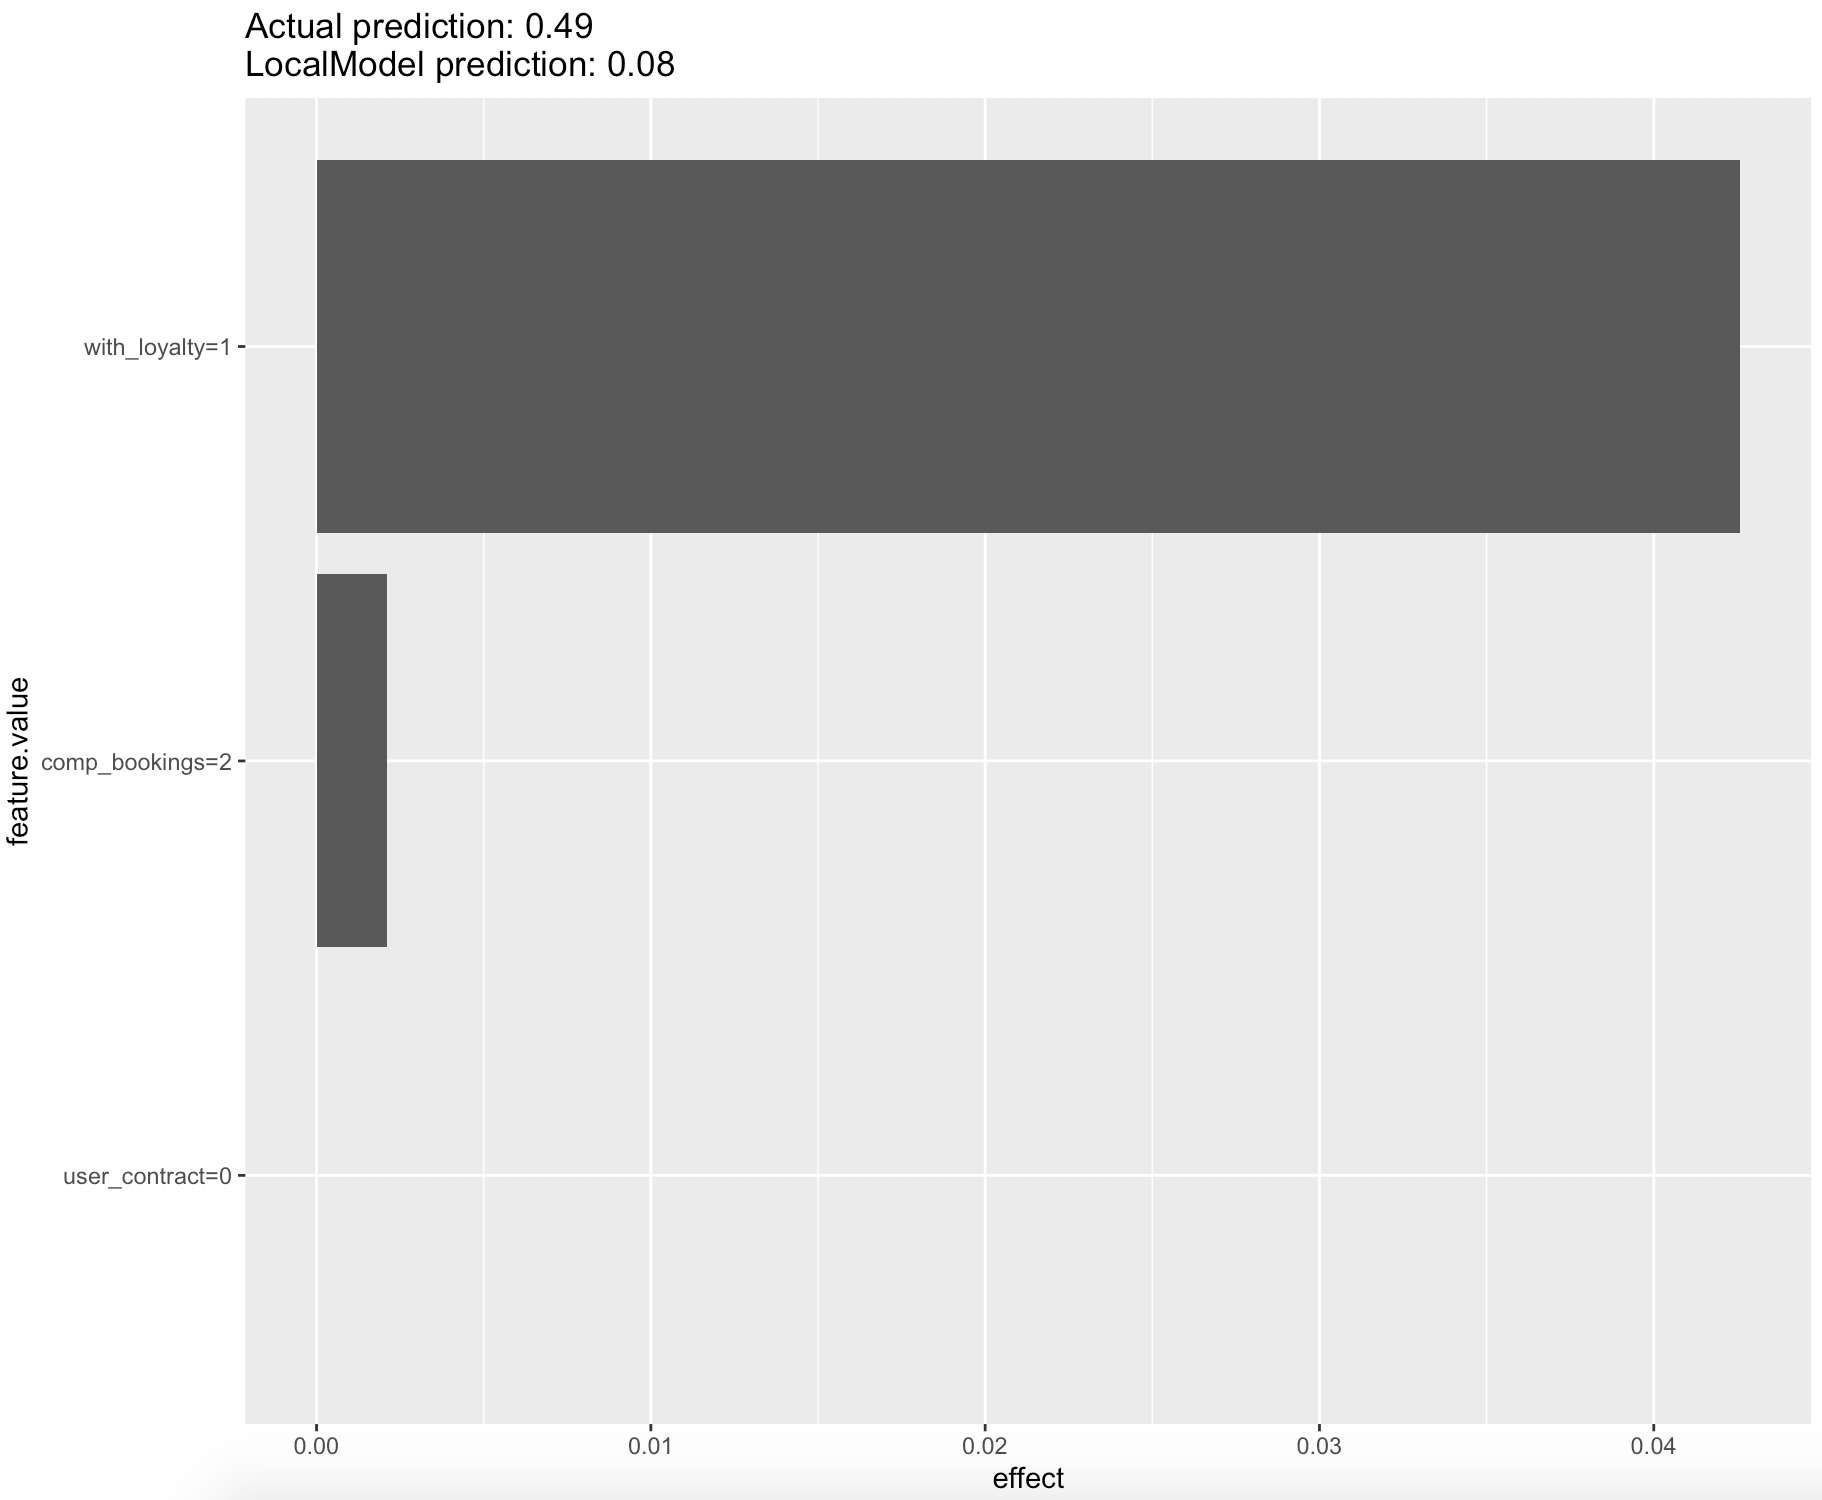 Actual prediction: 0.49
LocalModel prediction: 0.08
feature.value
with_loyalty=1
comp_bookings=2
user_contract=0
0.00 0.01 0.02 0.03 0.04
effect